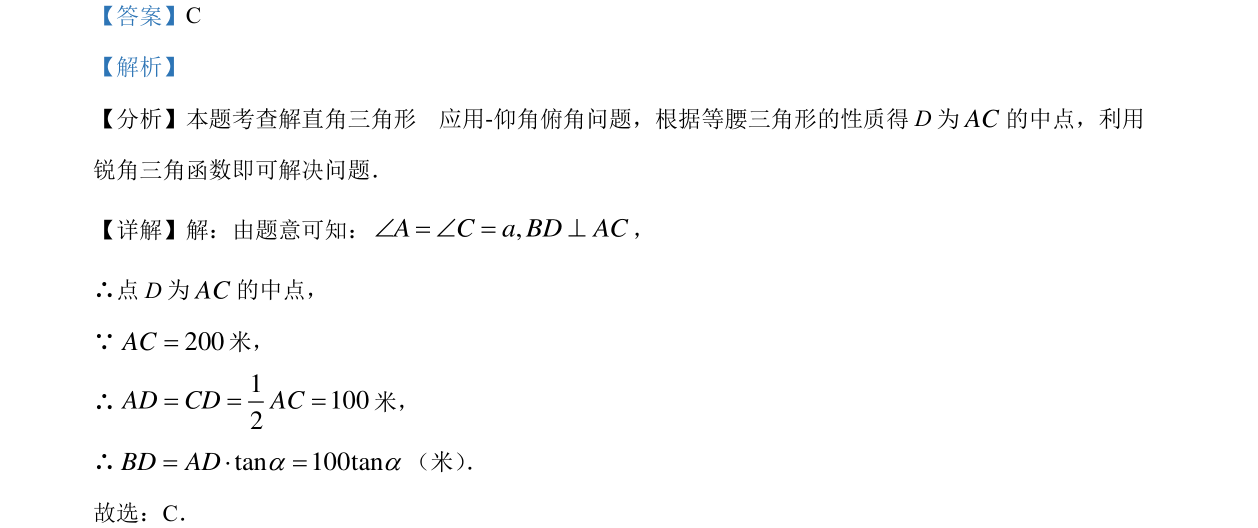 【答案】C
【解析】
【分析】本题考查解直角三角形 应用-仰角俯角问题，根据等腰三角形的性质得 D 为 AC 的中点，利用
锐角三角函数即可解决问题．
【详解】解：由题意可知：∠A = ∠C = a, BD ⊥ AC，
∴点 D 为 AC 的中点，
∵ AC = 200 米，
∴ AD = CD = 1/2 AC = 100 米，
∴ BD = AD · tanα = 100tanα（米）．
故选：C．